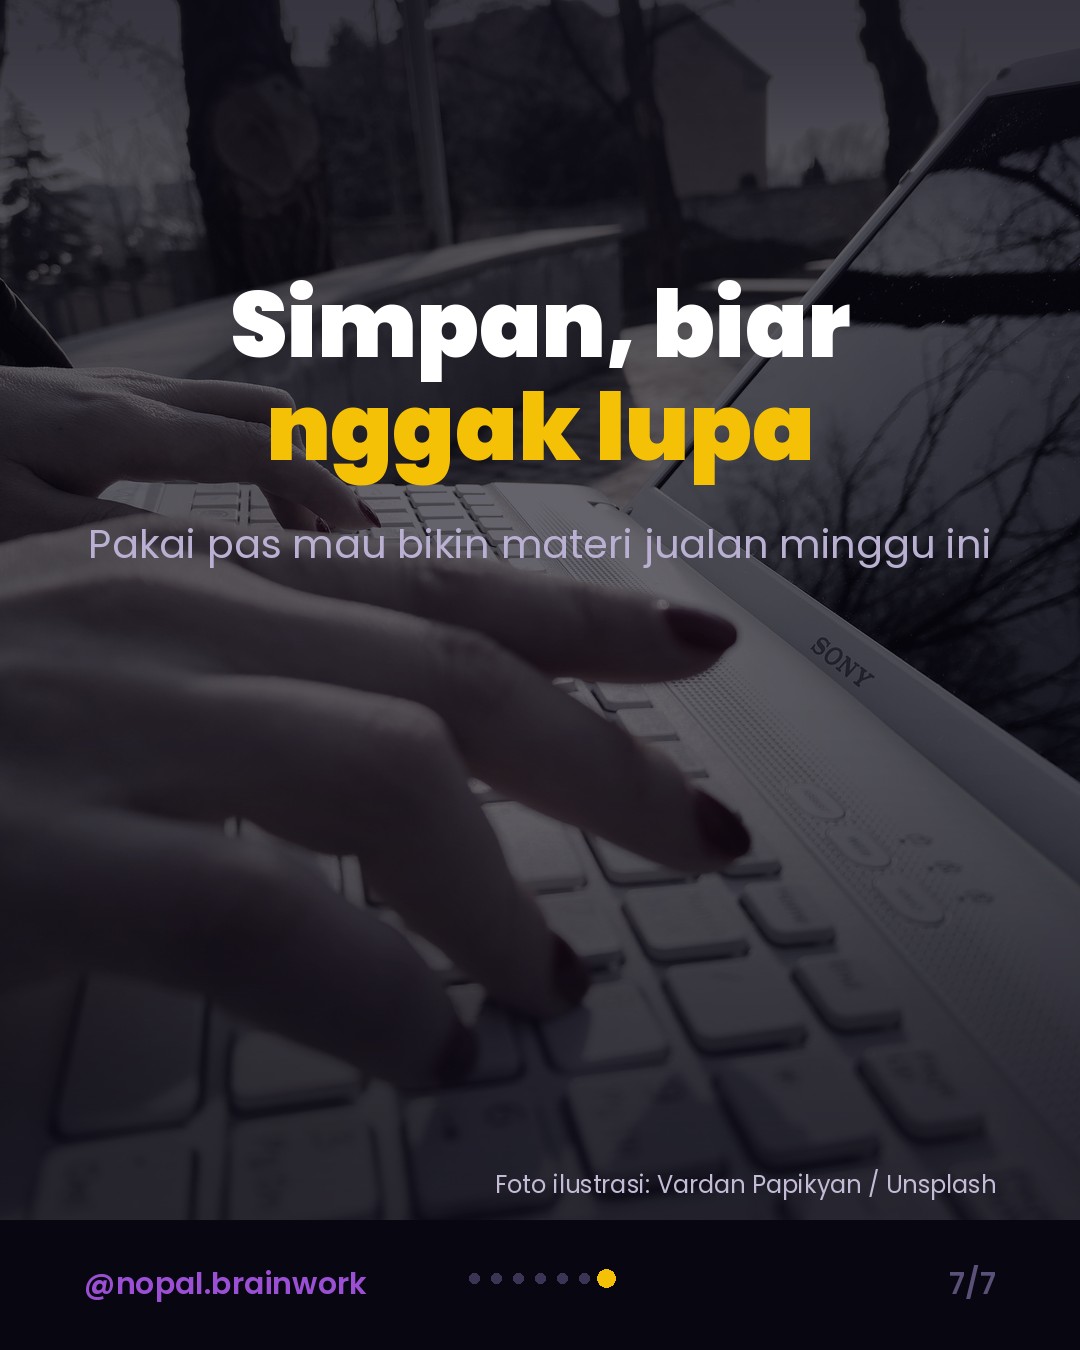 Simpan, biar
nggak lupa
Pakai pas mau bikin materi jualan minggu ini
SONY
Foto ilustrasi: Vardan Papikyan / Unsplash
@nopal.brainwork
7/7